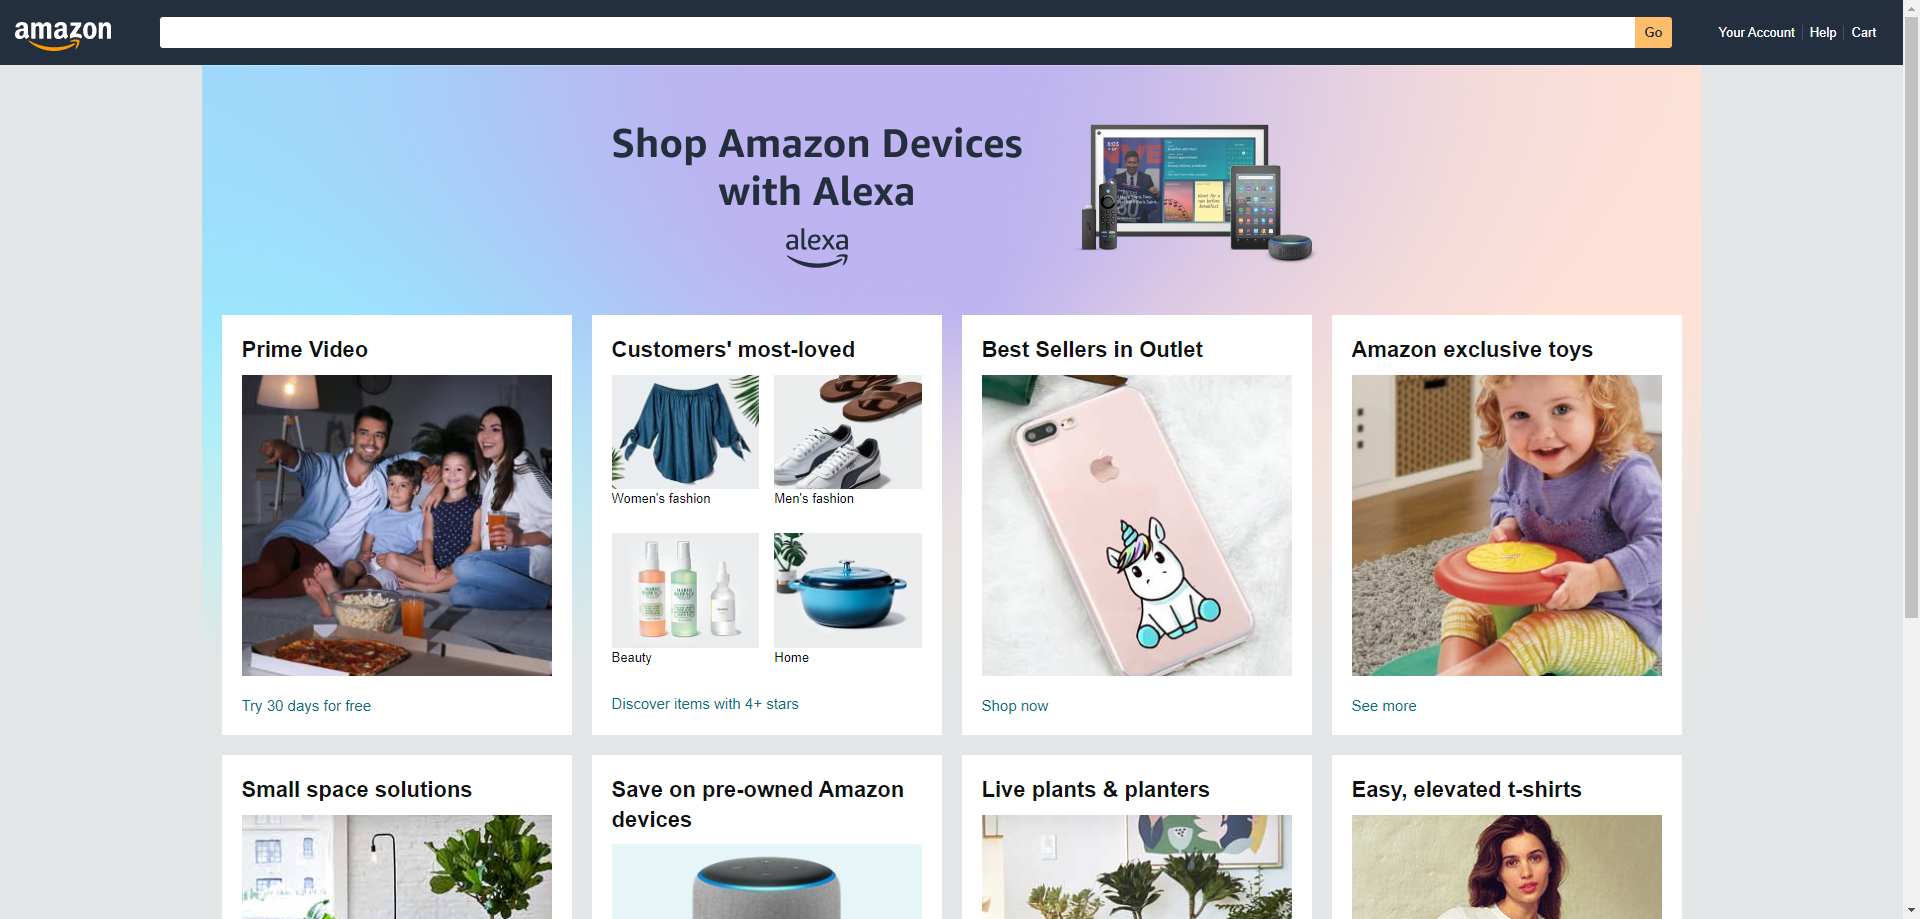 amazon
Go
Your Account
Help
Cart
Shop Amazon Devices
with Alexa
alexa
8:03
Prime Video
Try 30 days for free
Customers' most-loved
Women's fashion
Men's fashion
Beauty
Home
Discover items with 4+ stars
Best Sellers in Outlet
Shop now
Amazon exclusive toys
See more
Small space solutions
Save on pre-owned Amazon
devices
Live plants & planters
Easy, elevated t-shirts